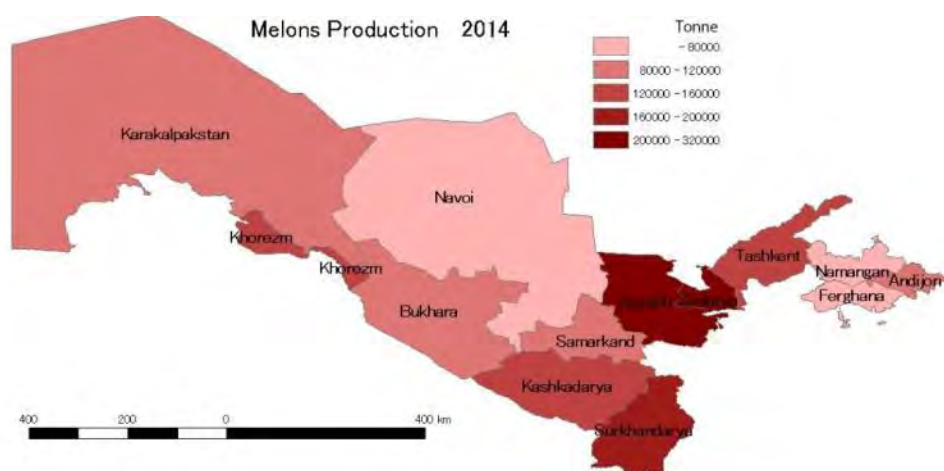 Melons Production 2014
Tonne
- 80000
80000 - 120000
120000 - 160000
160000 - 200000
200000 - 320000
Karakalpakstan
Navoi
Khorezm
Khorezm
Bukhara
Tashkent
Namangan
Andijon
Ferghana
Samarkand
Kashkadarya
Surkhandarya
400 200 0 400 km